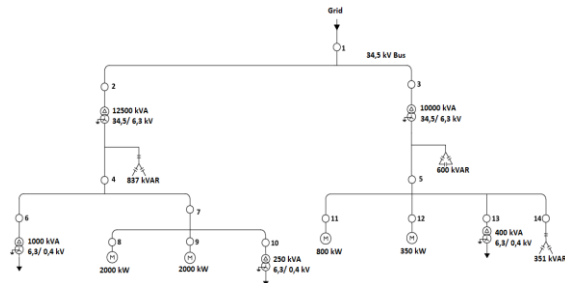 Grid
1
34,5 kV Bus
2
3
12500 kVA
34,5/ 6,3 kV
10000 kVA
34,5/ 6,3 kV
837 kVAR
600 kVAR
4
5
6
7
11
12
13
14
1000 kVA
6,3/ 0,4 kV
8
9
10
M
2000 kW
M
2000 kW
250 kVA
6,3/ 0,4 kV
M
800 kW
M
350 kW
400 kVA
6,3/ 0,4 kV
351 kVAR